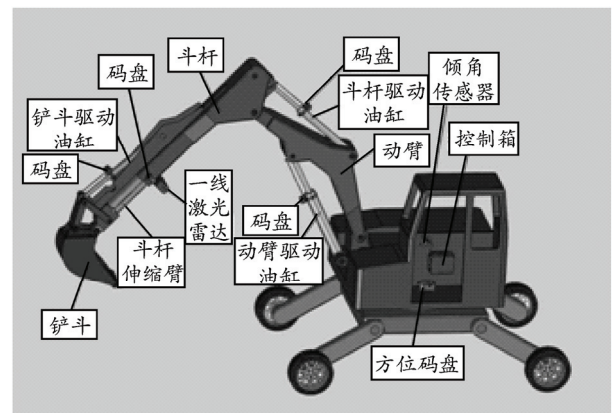 斗杆
码盘
码盘
倾角
传感器
斗杆驱动
油缸
铲斗驱动
油缸
控制箱
动臂
码盘
一线
激光
雷达
码盘
斗杆
伸缩臂
动臂驱动
油缸
铲斗
方位码盘